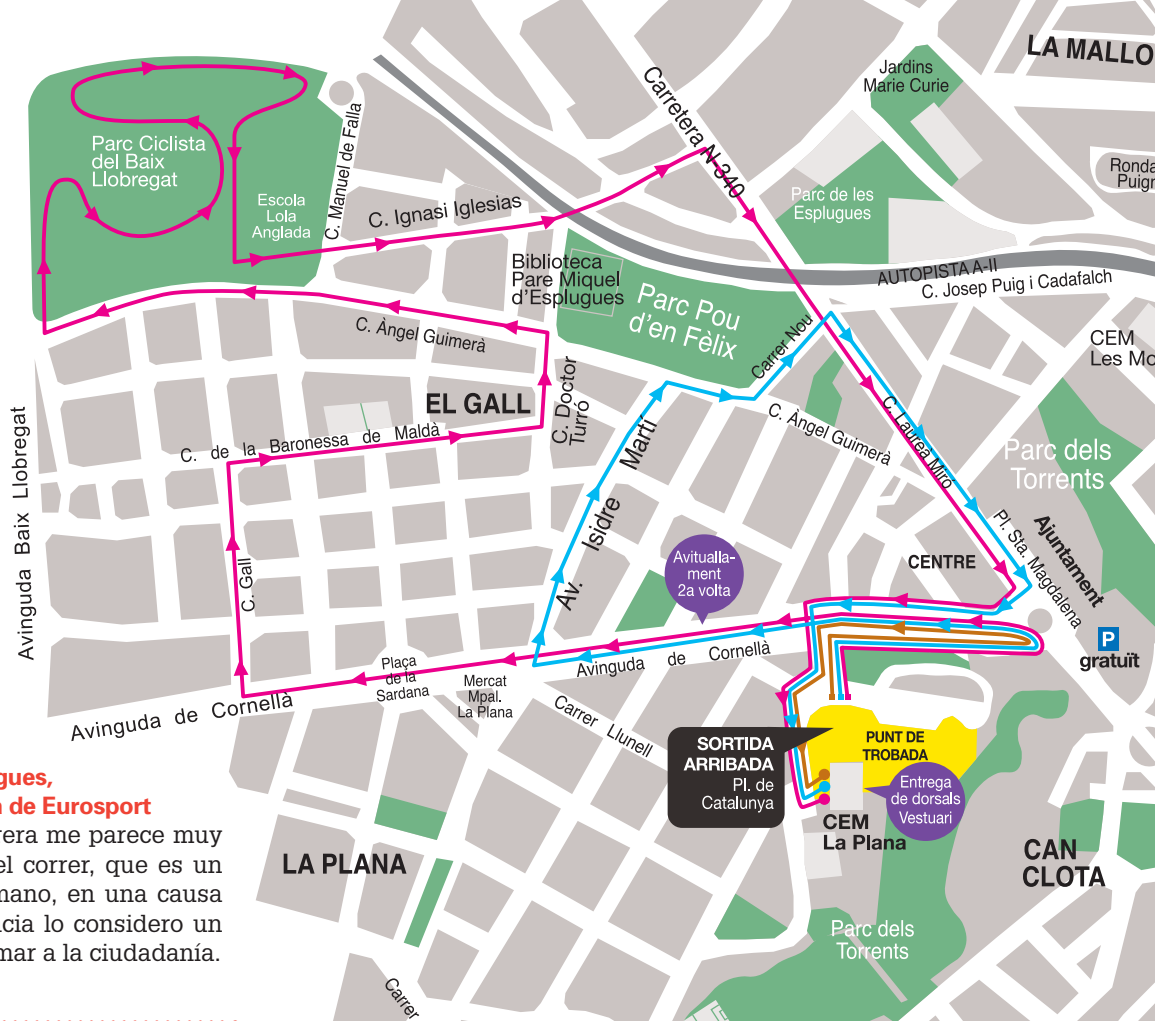 LA MALLO
Jardins
Marie Curie
Carretera N-340
Parc Ciclista
del Baix
Llobregat
C. Manuel de Falla
Ronda
Puig
Escola
Lola
Anglada
Parc de les
Esplugues
C. Ignasi Iglesias
Biblioteca
Pare Miquel
d'Esplugues
AUTOPISTA A-II
C. Josep Puig i Cadafalch
Parc Pou
d'en Fèlix
C. Àngel Guimerà
Carrer Nou
CEM
Les Mo
EL GALL
C. Doctor
Turró
C. Àngel Guimerà
C. Laureà Miró
C. de la Baronessa de Maldà
Avinguda Baix Llobregat
Av. Isidre Martí
Parc dels
Torrents
Pl. Sta. Magdalena
Ajuntament
Avitualla-
ment
2a volta
CENTRE
C. Gall
P
gratuït
Plaça
de la
Sardana
Avinguda de Cornellà
Mercat
Mpal.
La Plana
Avinguda de Cornellà
Carrer Llunell
SORTIDA
ARRIBADA
Pl. de
Catalunya
PUNT DE
TROBADA
Entrega
de dorsals
Vestuari
CEM
La Plana
gues,
n de Eurosport
rera me parece muy
el correr, que es un
mano, en una causa
cia lo considero un
mar a la ciudadanía.
LA PLANA
CAN
CLOTA
Parc dels
Torrents
Carrer